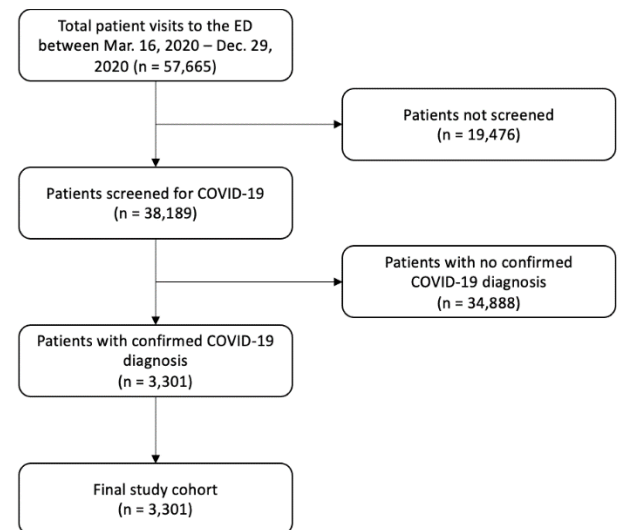 Total patient visits to the ED
between Mar. 16, 2020 – Dec. 29,
2020 (n = 57,665)
Patients not screened
(n = 19,476)
Patients screened for COVID-19
(n = 38,189)
Patients with no confirmed
COVID-19 diagnosis
(n = 34,888)
Patients with confirmed COVID-19
diagnosis
(n = 3,301)
Final study cohort
(n = 3,301)